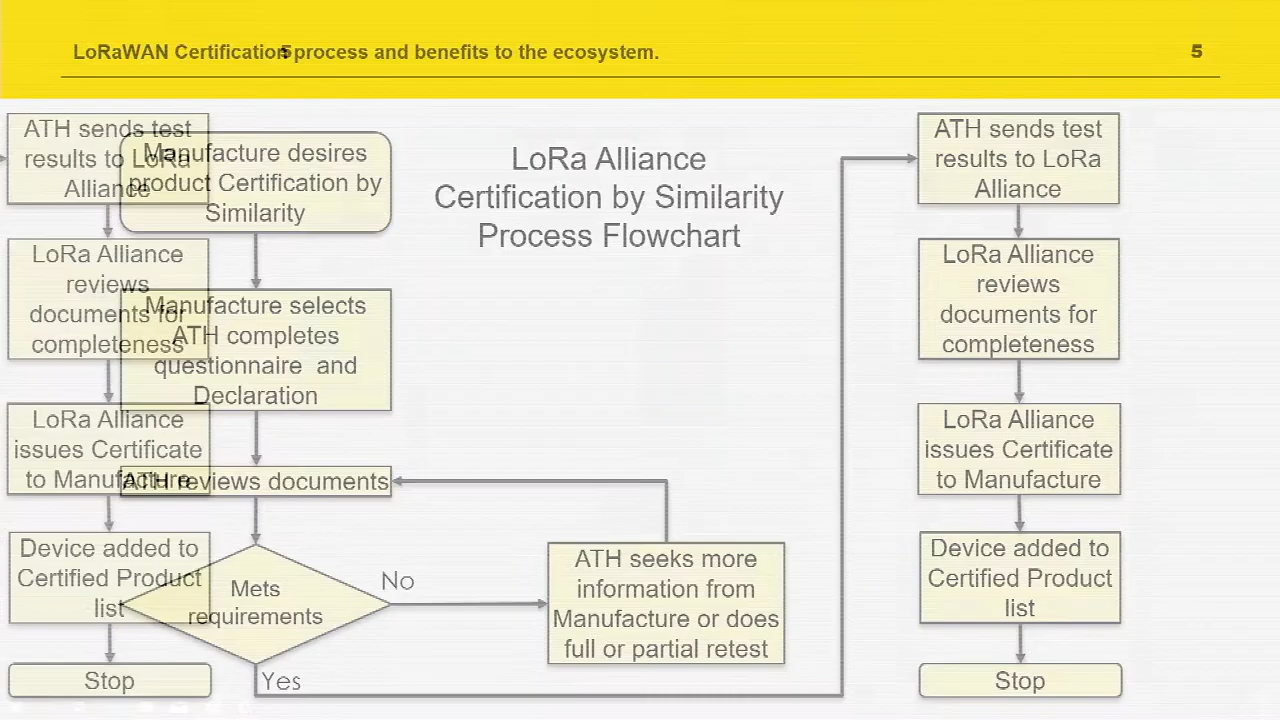 LoRaWAN Certification process and benefits to the ecosystem.
5
5
ATH sends test
results to LoRa
Alliance
LoRa Alliance
reviews
documents for
completeness
LoRa Alliance
issues Certificate
to Manufacture
Device added to
Certified Product
list
Stop
Manufacture desires
product Certification by
Similarity
Manufacture selects
ATH completes
questionnaire and
Declaration
ATH reviews documents
Mets
requirements
No
Yes
LoRa Alliance
Certification by Similarity
Process Flowchart
ATH seeks more
information from
Manufacture or does
full or partial retest
ATH sends test
results to LoRa
Alliance
LoRa Alliance
reviews
documents for
completeness
LoRa Alliance
issues Certificate
to Manufacture
Device added to
Certified Product
list
Stop